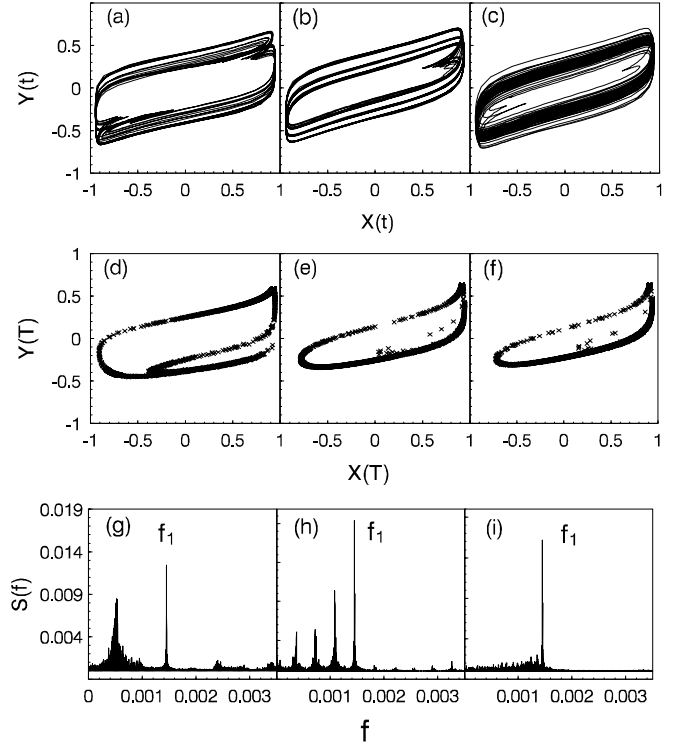 (a) (b) (c)
Y(t)
1
0.5
0
-0.5
-1
-1 -0.5 0 0.5 -1 -0.5 0 0.5 -1 -0.5 0 0.5 1
X(t)
(d) (e) (f)
Y(T)
1
0.5
0
-0.5
-1
-1 -0.5 0 0.5 -1 -0.5 0 0.5 -1 -0.5 0 0.5 1
X(T)
(g) (h) (i)
f1 f1 f1
S(f)
0.019
0.014
0.009
0.004
0 0.001 0.002 0.003 0.001 0.002 0.003 0.001 0.002 0.003
f